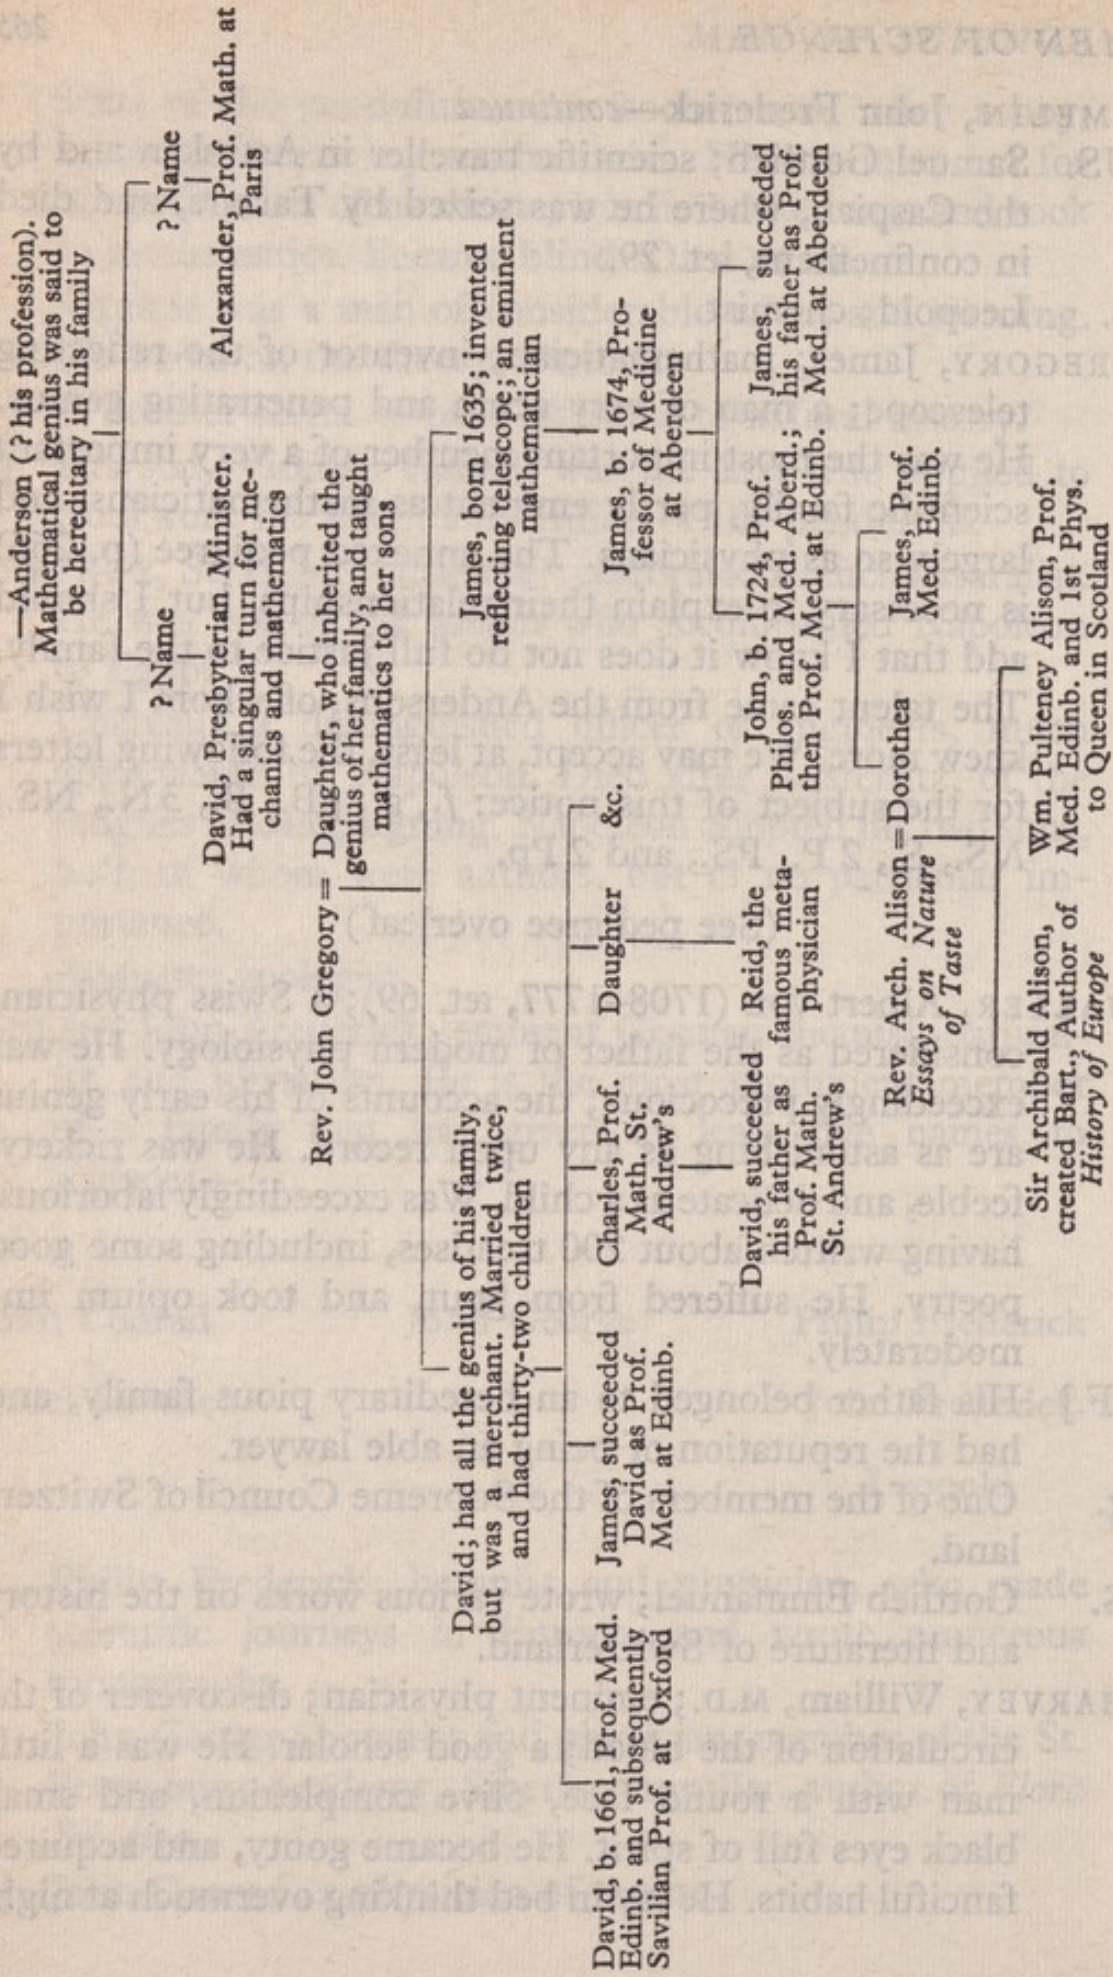 —Anderson (? his profession).
Mathematical genius was said to
be hereditary in his family
? Name
? Name
David, Presbyterian Minister.
Had a singular turn for me-
chanics and mathematics
Alexander, Prof. Math. at
Paris
Rev. John Gregory = Daughter, who inherited the
genius of her family, and taught
mathematics to her sons
David; had all the genius of his family,
but was a merchant. Married twice,
and had thirty-two children
James, born 1635; invented
reflecting telescope; an eminent
mathematician
David, b. 1661, Prof. Med.
Edinb. and subsequently
Savilian Prof. at Oxford
James, succeeded
David as Prof.
Med. at Edinb.
Charles, Prof.
Math. St.
Andrew's
Daughter
&c.
James, b. 1674, Pro-
fessor of Medicine
at Aberdeen
David, succeeded
his father as
Prof. Math.
St. Andrew's
Reid, the
famous meta-
physician
John, b. 1724, Prof.
Philos. and Med. Aberd.;
then Prof. Med. at Edinb.
James, succeeded
his father as Prof.
Med. at Aberdeen
Rev. Arch. Alison = Dorothea
Essays on Nature
of Taste
James, Prof.
Med. Edinb.
Sir Archibald Alison,
created Bart., Author of
History of Europe
Wm. Pulteney Alison, Prof.
Med. Edinb. and 1st Phys.
to Queen in Scotland